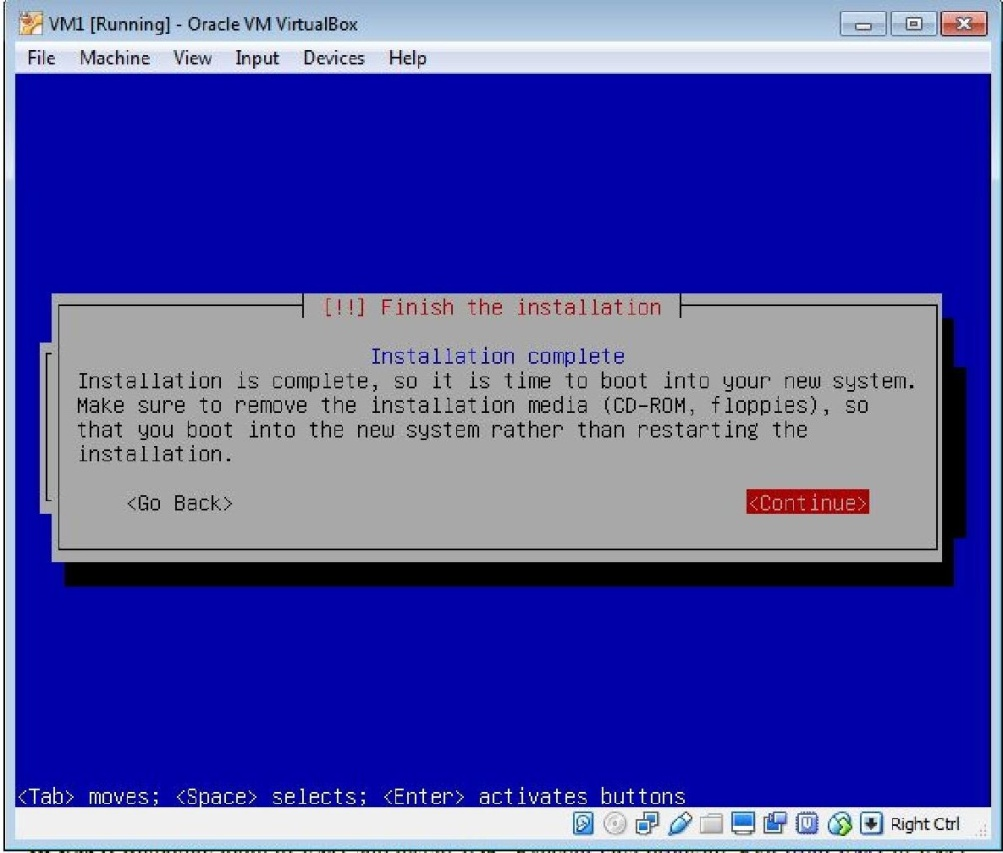 VM1 [Running] - Oracle VM VirtualBox
File Machine View Input Devices Help
[!!] Finish the installation
Installation complete
Installation is complete, so it is time to boot into your new system.
Make sure to remove the installation media (CD-ROM, floppies), so
that you boot into the new system rather than restarting the
installation.
<Go Back> <Continue>
<Tab> moves; <Space> selects; <Enter> activates buttons
Right Ctrl